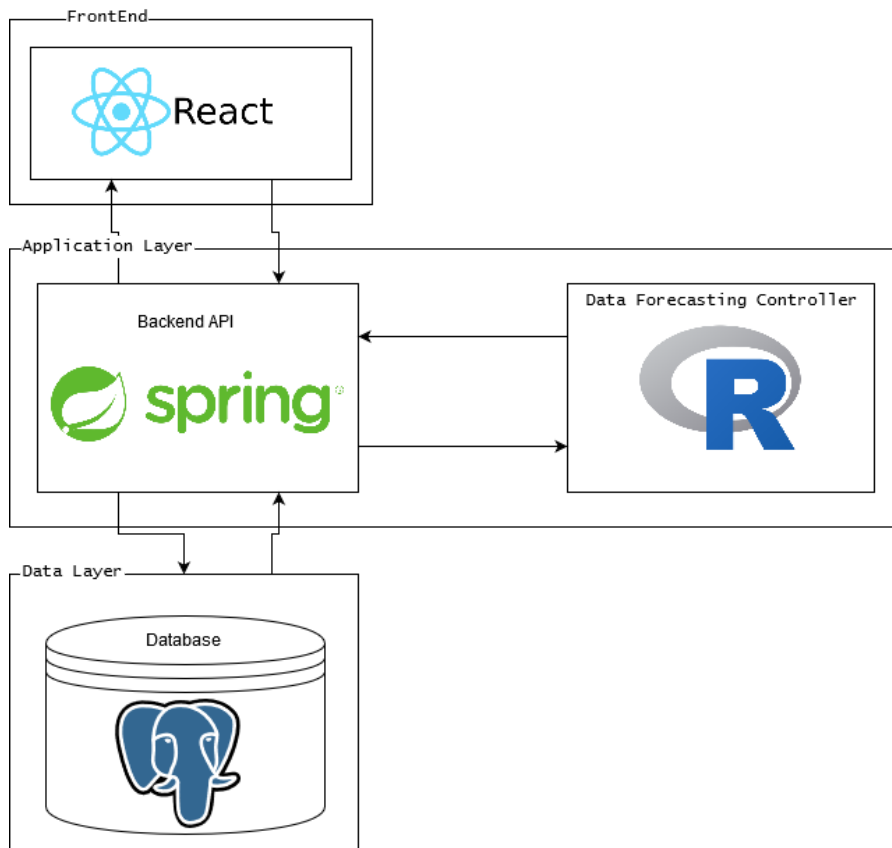 FrontEnd
React
Application Layer
Backend API
spring®
Data Forecasting Controller
R
Data Layer
Database